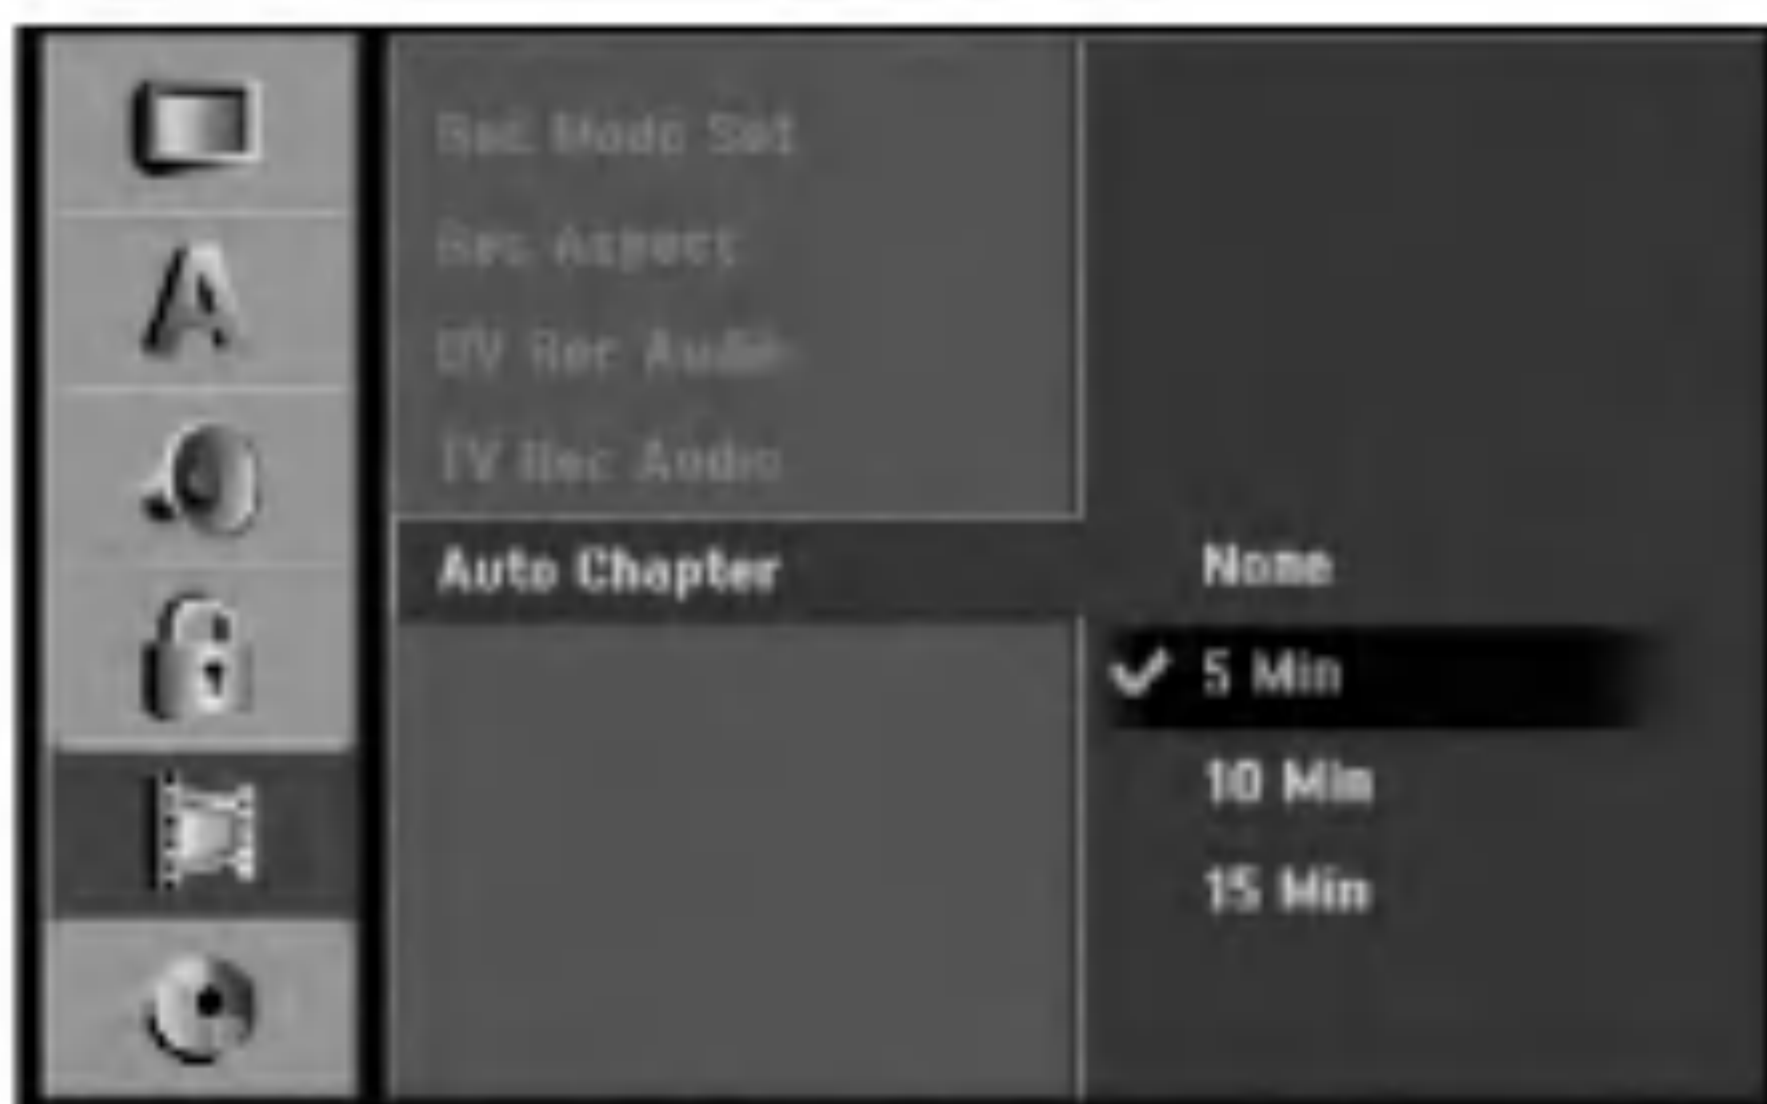 Rec Mode Set
Rec Aspect
DV Rec Audio
TV Rec Audio
Auto Chapter
None
5 Min
10 Min
15 Min